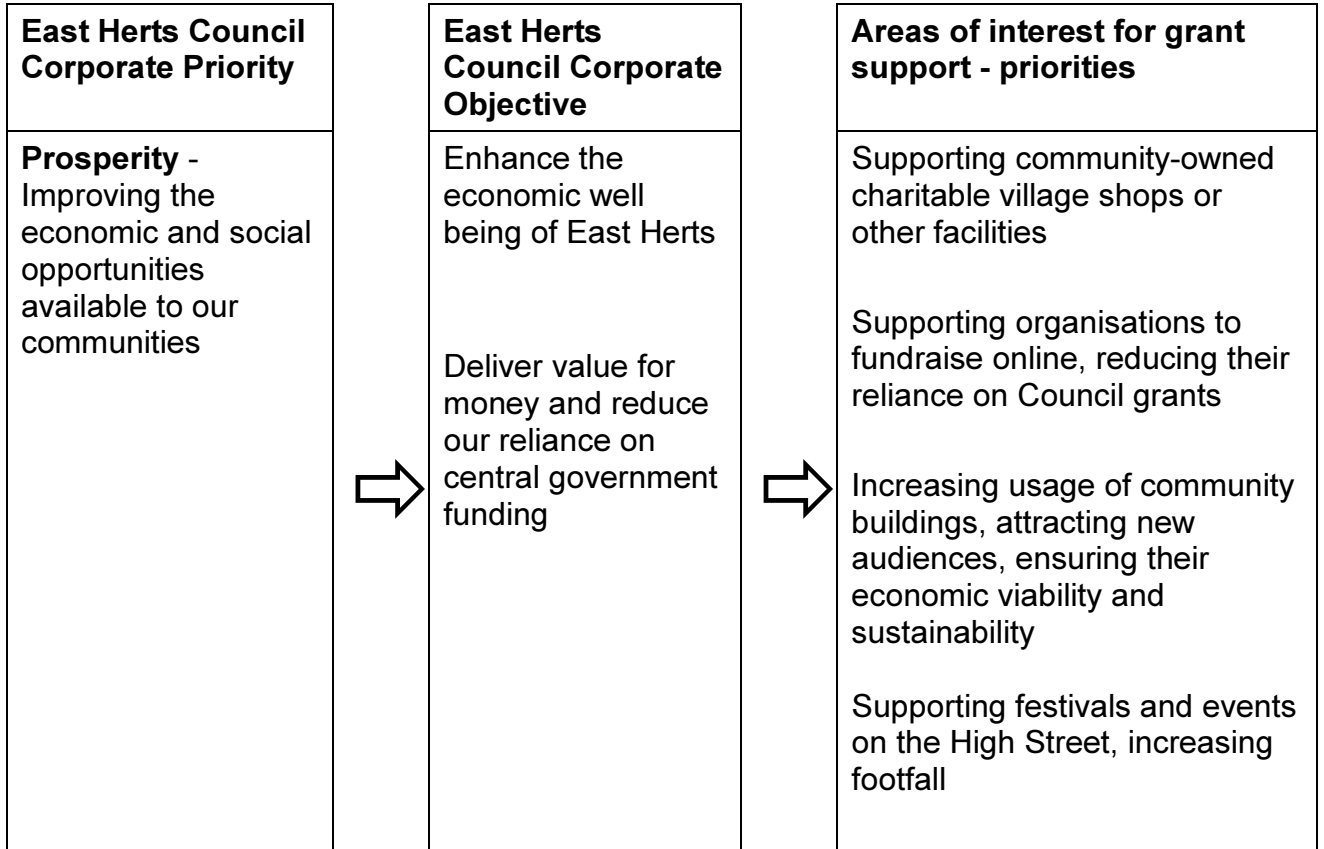 East Herts Council
Corporate Priority
Prosperity -
Improving the
economic and social
opportunities
available to our
communities
East Herts
Council Corporate
Objective
Enhance the
economic well
being of East Herts
Deliver value for
money and reduce
our reliance on
central government
funding
Areas of interest for grant
support - priorities
Supporting community-owned
charitable village shops or
other facilities
Supporting organisations to
fundraise online, reducing their
reliance on Council grants
Increasing usage of community
buildings, attracting new
audiences, ensuring their
economic viability and
sustainability
Supporting festivals and events
on the High Street, increasing
footfall